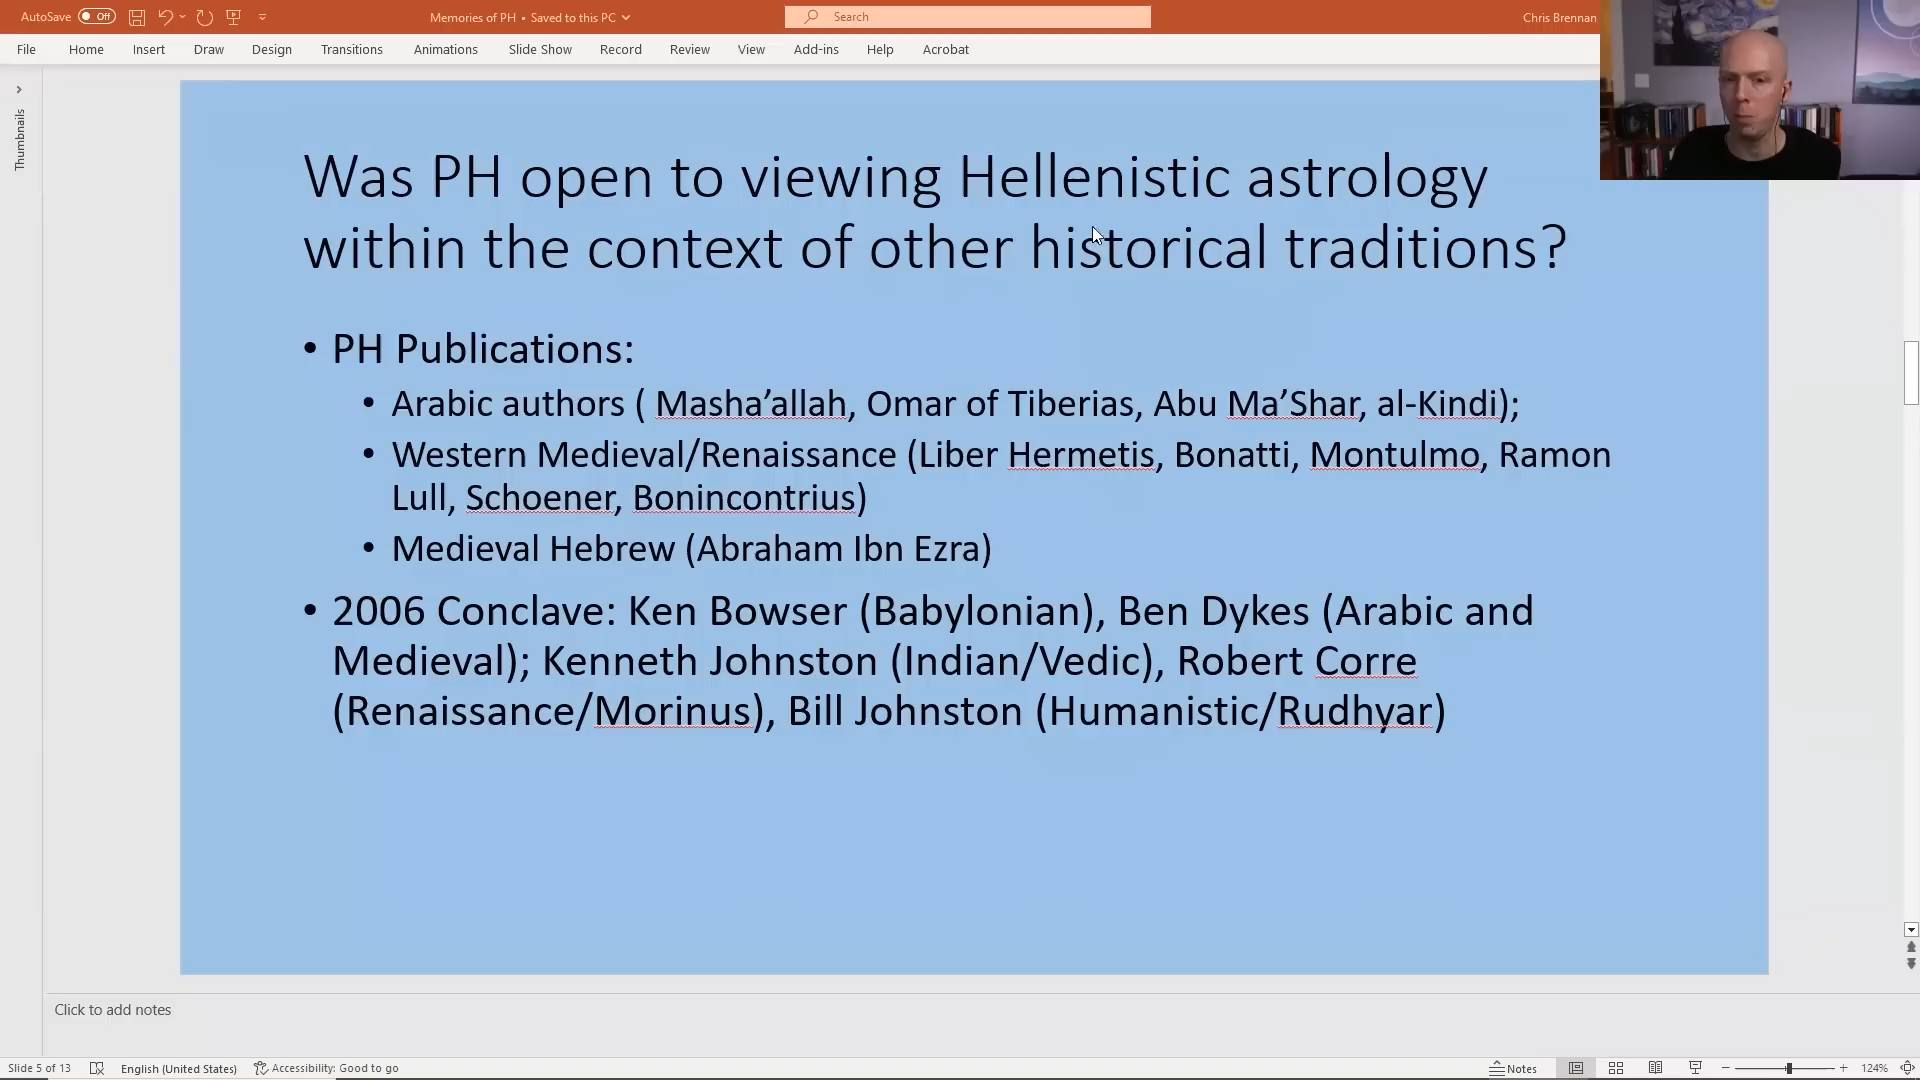 AutoSave Off Memories of PH • Saved to this PC Search Chris Brennan
File Home Insert Draw Design Transitions Animations Slide Show Record Review View Add-ins Help Acrobat
Thumbnails
Was PH open to viewing Hellenistic astrology
within the context of other historical traditions?
• PH Publications:
• Arabic authors ( Masha’allah, Omar of Tiberias, Abu Ma’Shar, al-Kindi);
• Western Medieval/Renaissance (Liber Hermetis, Bonatti, Montulmo, Ramon
Lull, Schoener, Bonincontrius)
• Medieval Hebrew (Abraham Ibn Ezra)
• 2006 Conclave: Ken Bowser (Babylonian), Ben Dykes (Arabic and
Medieval); Kenneth Johnston (Indian/Vedic), Robert Corre
(Renaissance/Morinus), Bill Johnston (Humanistic/Rudhyar)
Click to add notes
Slide 5 of 13 English (United States) Accessibility: Good to go Notes 124%